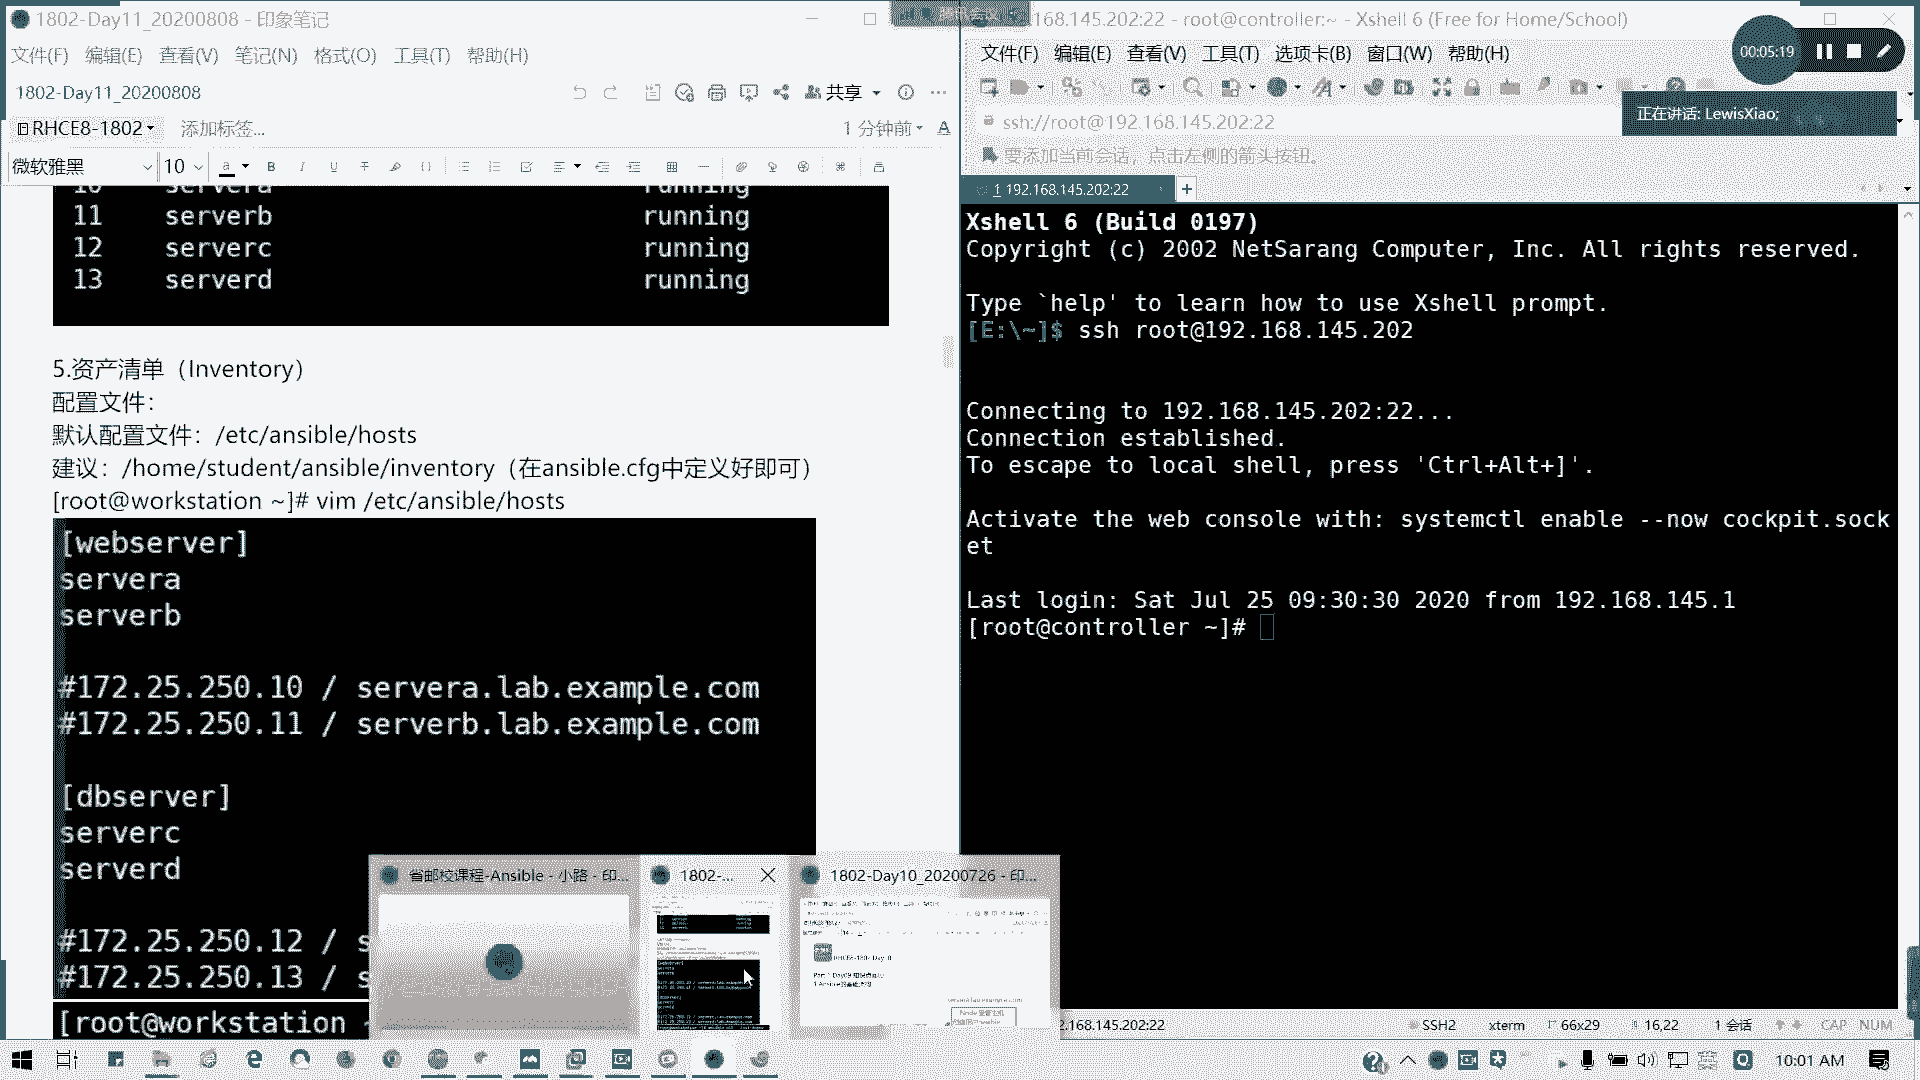 1802-Day11_20200808 - 印象笔记
文件(F) 编辑(E) 查看(V) 笔记(N) 格式(O) 工具(T) 帮助(H)
1802-Day11_20200808
共享
RHCE8-1802
添加标签...
1 分钟前
微软雅黑
10
10 servera running
11 serverb running
12 serverc running
13 serverd running
5.资产清单（Inventory）
配置文件：
默认配置文件：/etc/ansible/hosts
建议：/home/student/ansible/inventory（在ansible.cfg中定义好即可）
[root@workstation ~]# vim /etc/ansible/hosts
[webserver]
servera
serverb
#172.25.250.10 / servera.lab.example.com
#172.25.250.11 / serverb.lab.example.com
[dbserver]
serverc
serverd
#172.25.250.12 / s
#172.25.250.13 / s
[root@workstation ~
省邮校课程-Ansible - 小路 - 印...
1802-...
1802-Day10_20200726 - 印...
腾讯会议
168.145.202:22 - root@controller:~ - Xshell 6 (Free for Home/School)
文件(F) 编辑(E) 查看(V) 工具(T) 选项卡(B) 窗口(W) 帮助(H)
00:05:19
正在讲话: LewisXiao;
ssh://root@192.168.145.202:22
要添加当前会话，点击左侧的箭头按钮。
1 192.168.145.202:22
Xshell 6 (Build 0197)
Copyright (c) 2002 NetSarang Computer, Inc. All rights reserved.
Type `help' to learn how to use Xshell prompt.
[E:\~]$ ssh root@192.168.145.202
Connecting to 192.168.145.202:22...
Connection established.
To escape to local shell, press 'Ctrl+Alt+]'.
Activate the web console with: systemctl enable --now cockpit.sock
et
Last login: Sat Jul 25 09:30:30 2020 from 192.168.145.1
[root@controller ~]#
2.168.145.202:22
SSH2
xterm
66x29
16,22
1 会话
CAP
NUM
10:01 AM